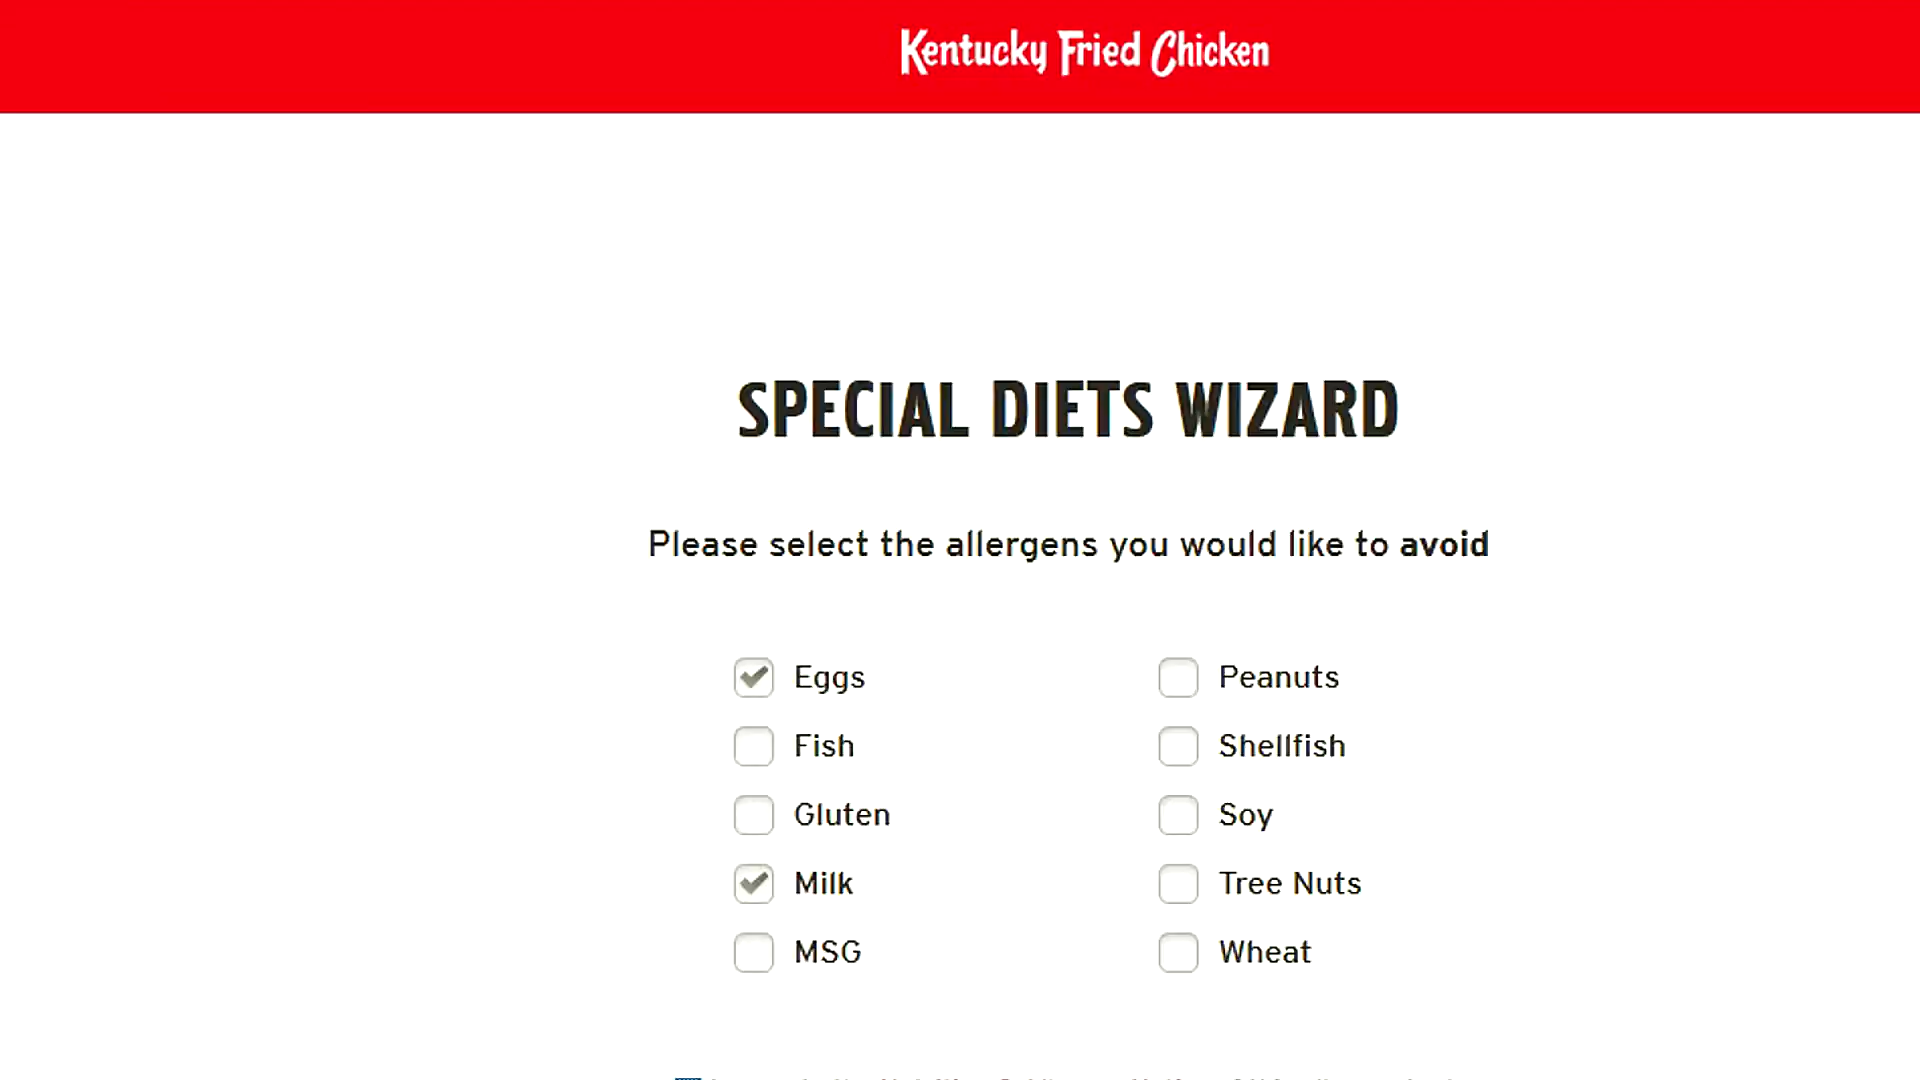 Kentucky Fried Chicken
SPECIAL DIETS WIZARD
Please select the allergens you would like to avoid
Eggs
Fish
Gluten
Milk
MSG
Peanuts
Shellfish
Soy
Tree Nuts
Wheat